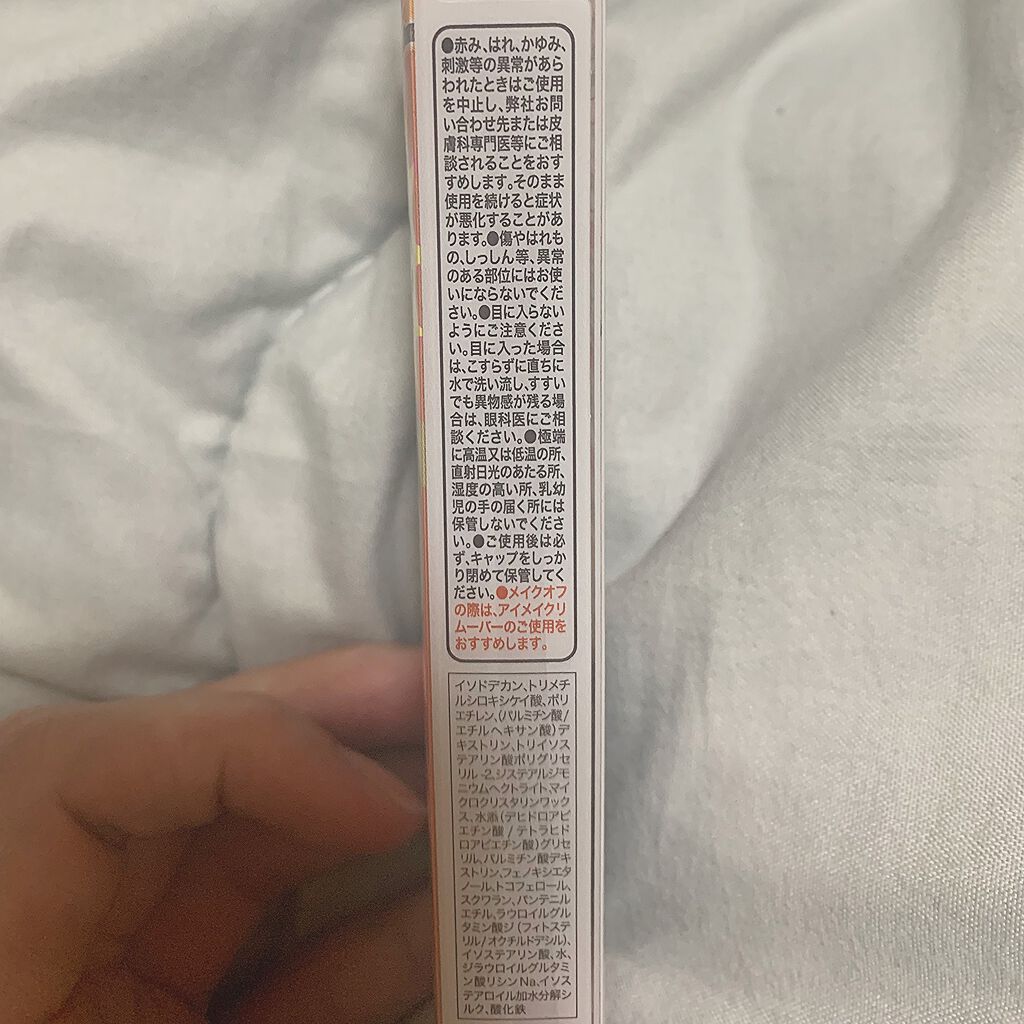 ●赤み、はれ、かゆみ、
刺激等の異常があら
われたときはご使用
を中止し、弊社お問
い合わせ先または皮
膚科専門医等にご相
談されることをおす
すめします。そのまま
使用を続けると症状
が悪化することがあ
ります。●傷やはれも
の、しっしん等、異常
のある部位にはお使
いにならないでくだ
さい。●目に入らない
ようにご注意くださ
い。目に入った場合
は、こすらずに直ちに
水で洗い流し、すすい
でも異物感が残る場
合は、眼科医にご相
談ください。●極端
に高温又は低温の所、
直射日光のあたる所、
湿度の高い所、乳幼
児の手の届く所には
保管しないでくださ
い。●ご使用後は必
ず、キャップをしっか
り閉めて保管してく
ださい。●メイクオフ
の際は、アイメイクリ
ムーバーのご使用を
おすすめします。
イソドデカン、トリメチ
ルシロキシケイ酸、ポリ
エチレン、(パルミチン酸/
エチルヘキサン酸)デ
キストリン、トリイソス
テアリン酸ポリグリセ
リル-2、ジステアルジモ
ニウムヘクトライト、マイ
クロクリスタリンワック
ス、水添(デヒドロアビ
エチン酸/テトラヒド
ロアビエチン酸)グリセ
リル、パルミチン酸デキ
ストリン、フェノキシエタ
ノール、トコフェロール、
スクワラン、パンテニル
エチル、ラウロイルグル
タミン酸ジ(フィトステ
リル/オクチルドデシル)、
イソステアリン酸、水、
ジラウロイルグルタミ
ン酸リシンNa、イソス
テアロイル加水分解シ
ルク、酸化鉄